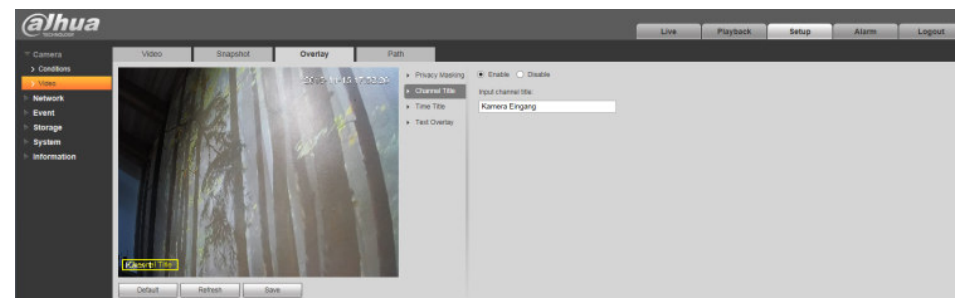 alhua
TECHNOLOGY
Live Playback Setup Alarm Logout
Camera
Conditions
Video
Network
Event
Storage
System
Information
Video Snapshot Overlay Path
Privacy Masking
Channel Title
Time Title
Text Overlay
Enable Disable
Input channel title:
Kamera Eingang
Default Refresh Save